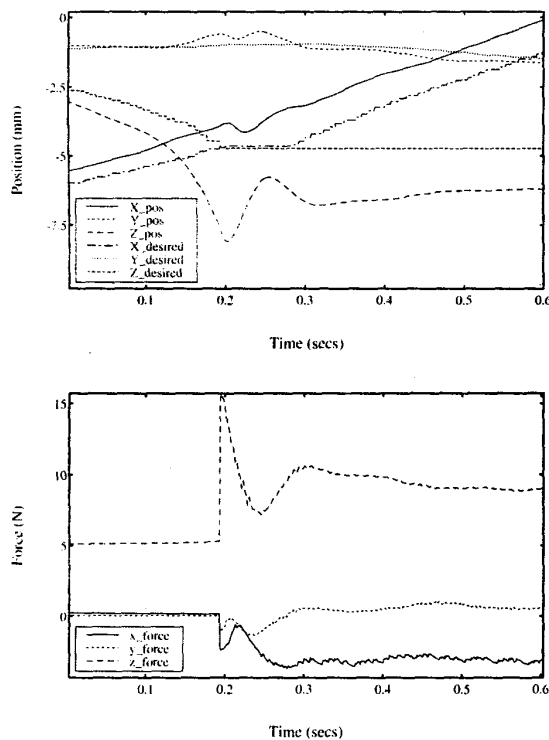 0
-2.5
-5
-7.5
Position (mm)
X_pos
Y_pos
Z_pos
X_desired
Y_desired
Z_desired
0.1 0.2 0.3 0.4 0.5 0.6
Time (secs)
15
10
5
0
Force (N)
x_force
y_force
z_force
0.1 0.2 0.3 0.4 0.5 0.6
Time (secs)